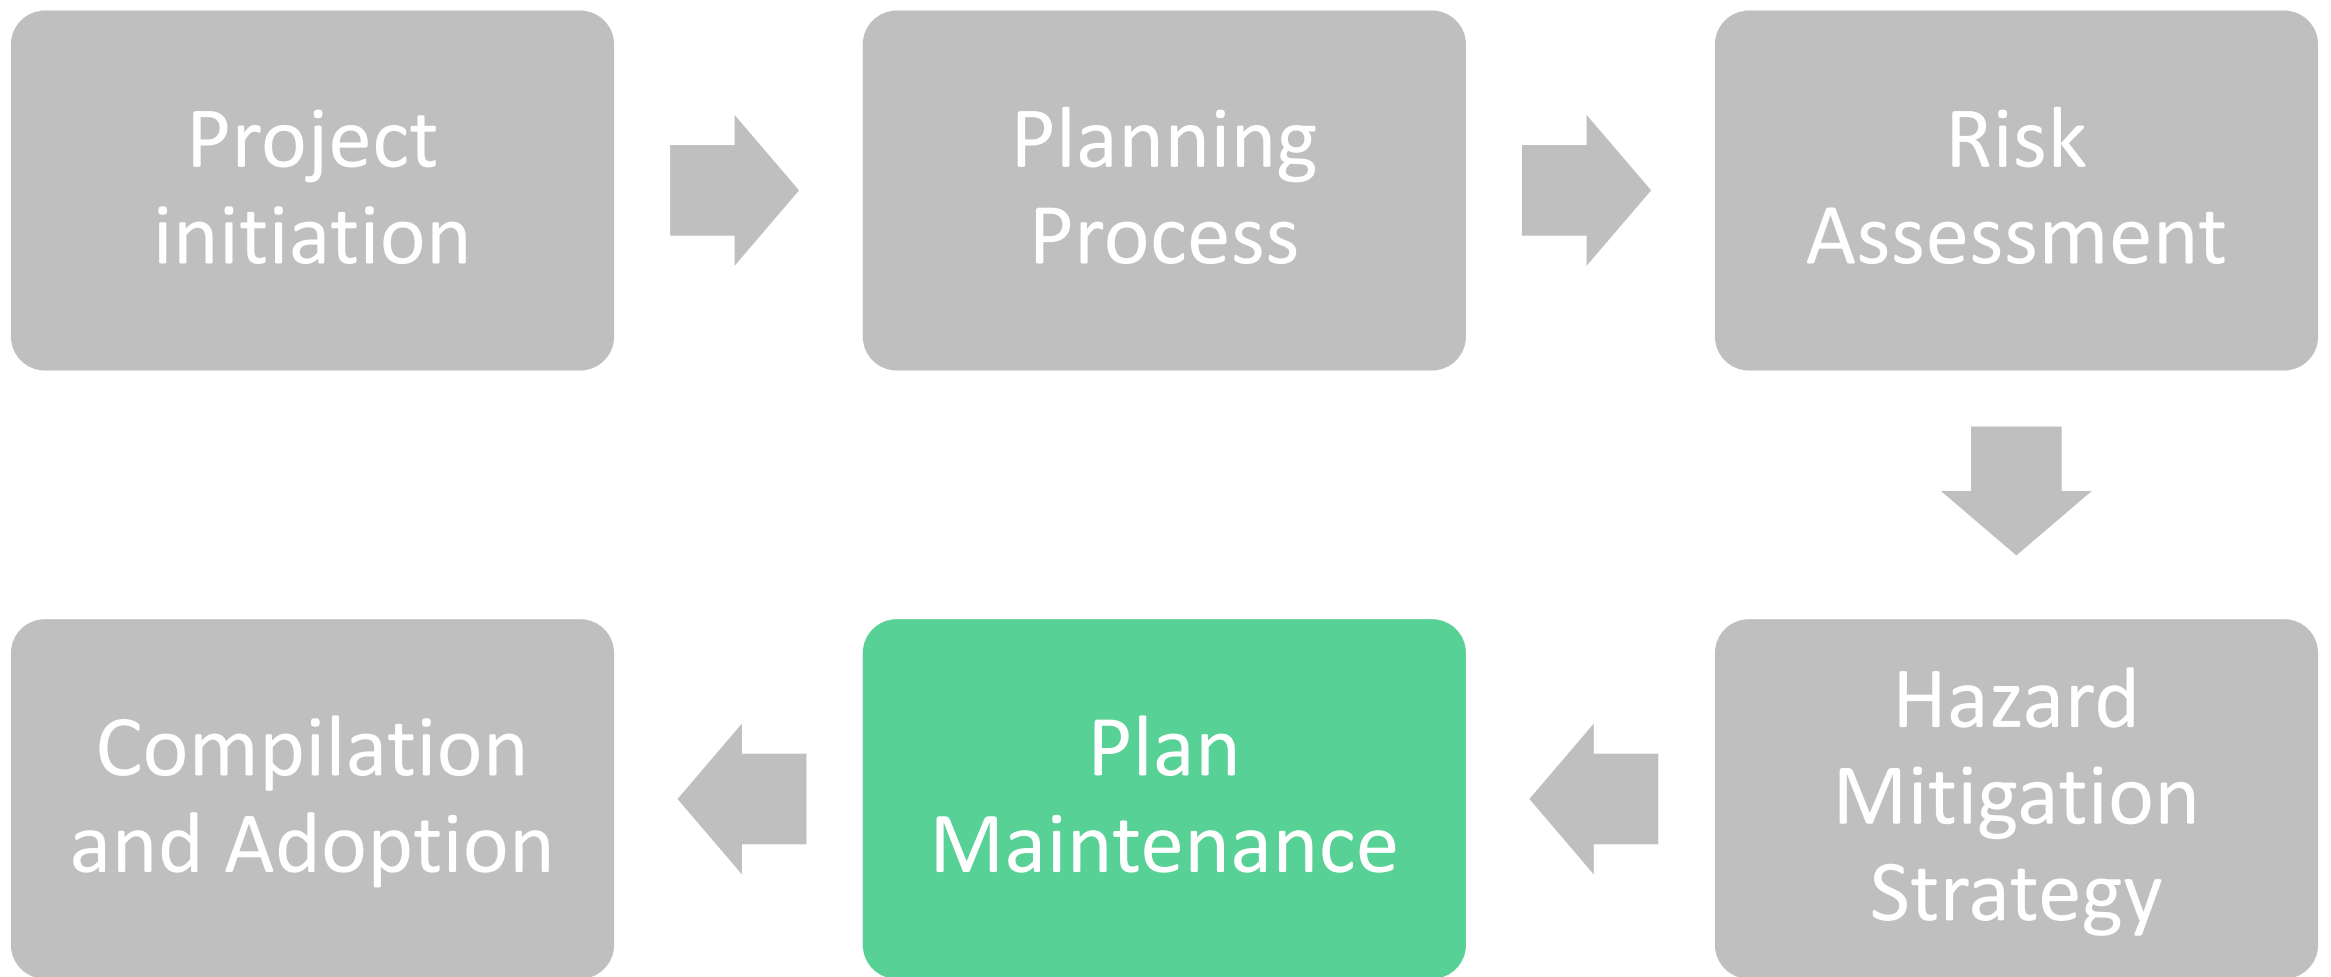 Project
initiation
Planning
Process
Risk
Assessment
Hazard
Mitigation
Strategy
Plan
Maintenance
Compilation
and Adoption